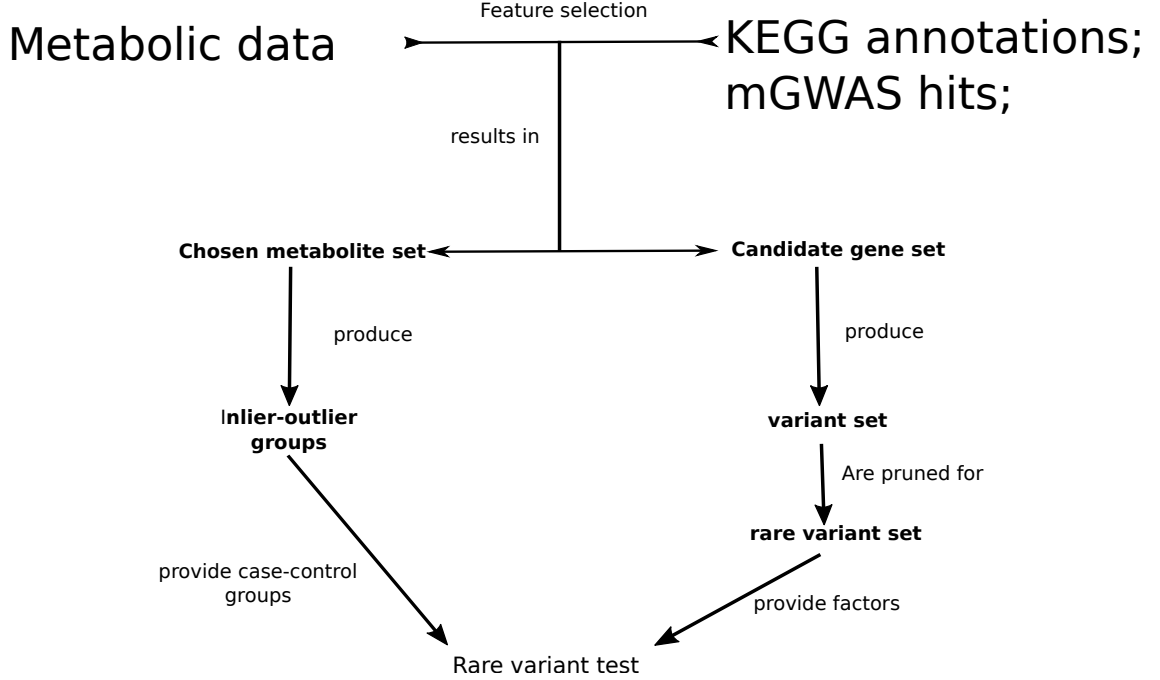 Feature selection
Metabolic data
KEGG annotations;
mGWAS hits;
results in
Chosen metabolite set
Candidate gene set
produce
produce
Inlier-outlier
groups
variant set
Are pruned for
rare variant set
provide case-control
groups
provide factors
Rare variant test